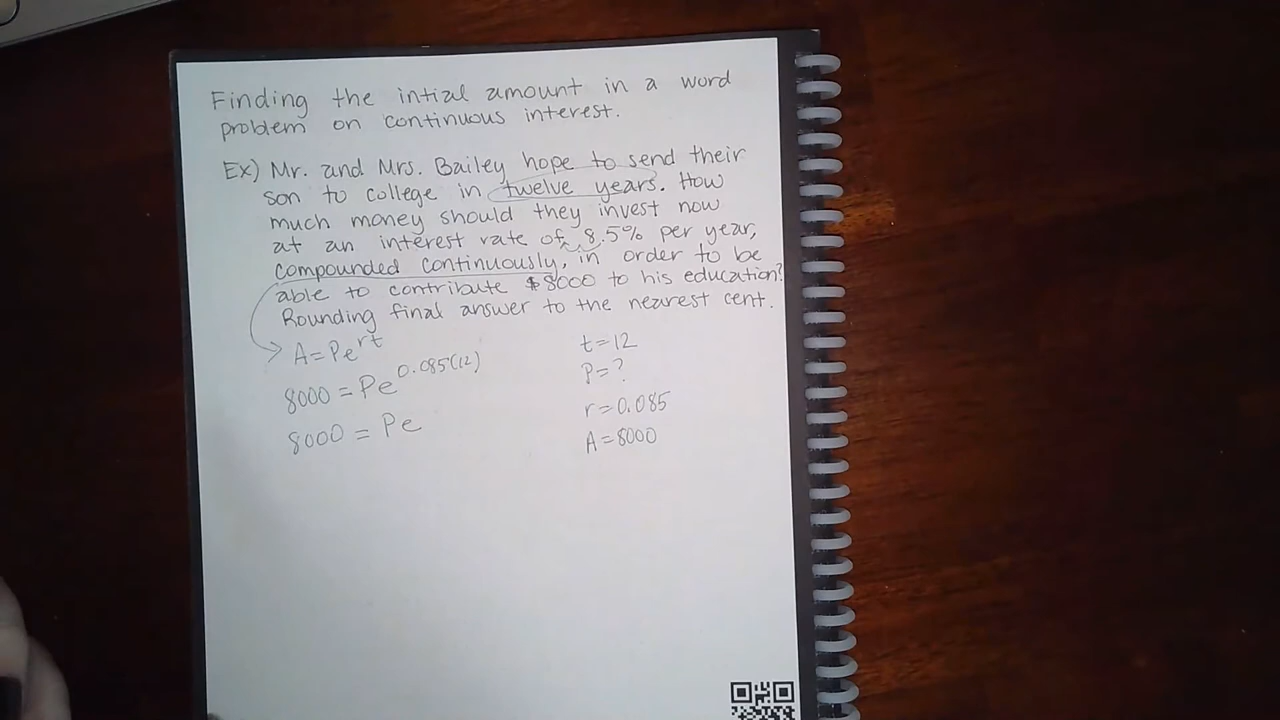 Finding the intial amount in a word
problem on continuous interest.
Ex) Mr. and Mrs. Bailey hope to send their
son to college in twelve years. How
much money should they invest now
at an interest rate of 8.5% per year,
compounded continuously, in order to be
able to contribute $8000 to his education?
Rounding final answer to the nearest cent.
A=Pe^rt
8000 = Pe^0.085(12)
8000 = Pe
t=12
P=?
r=0.085
A=8000